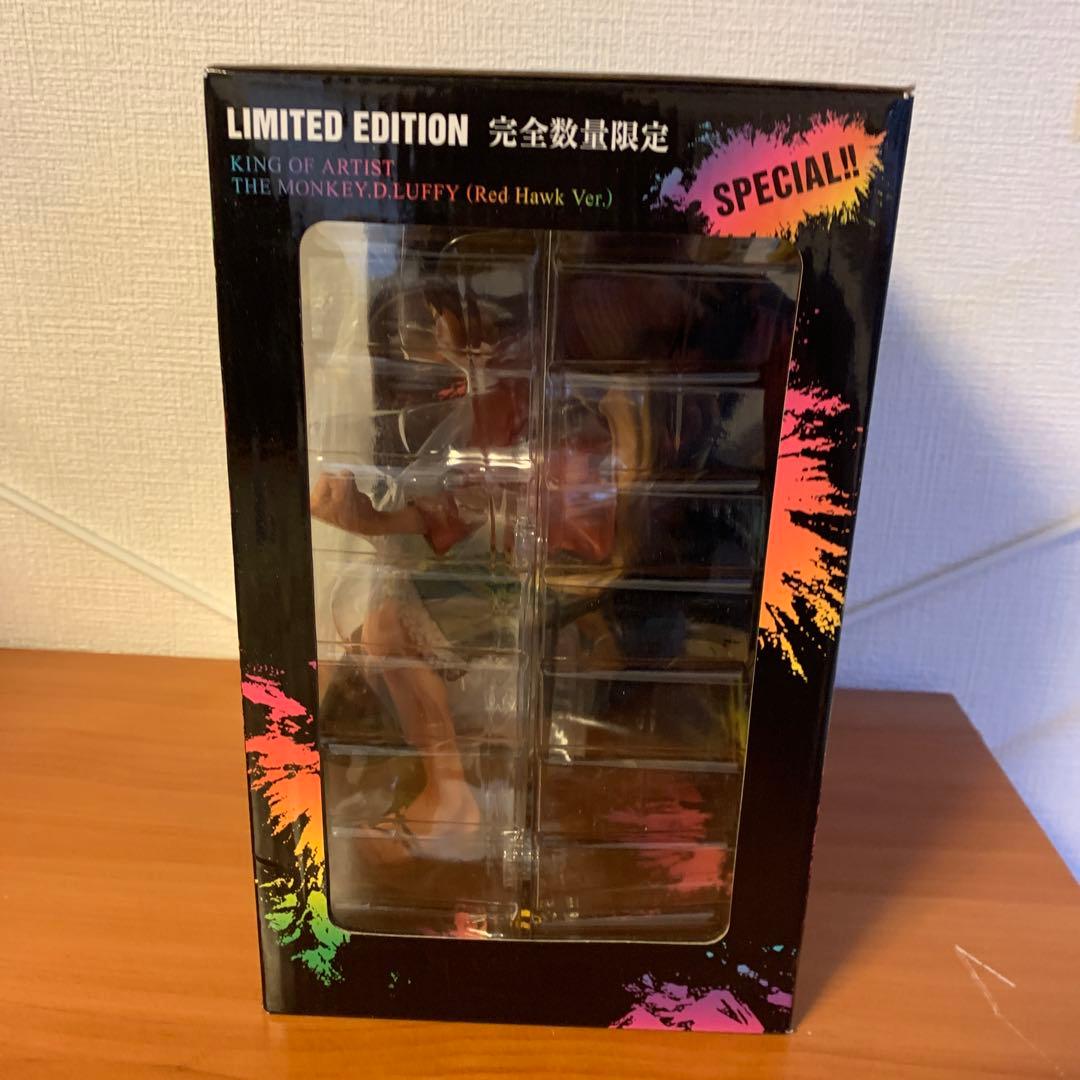 LIMITED EDITION 完全数量限定
KING OF ARTIST
THE MONKEY.D.LUFFY (Red Hawk Ver.)
SPECIAL!!